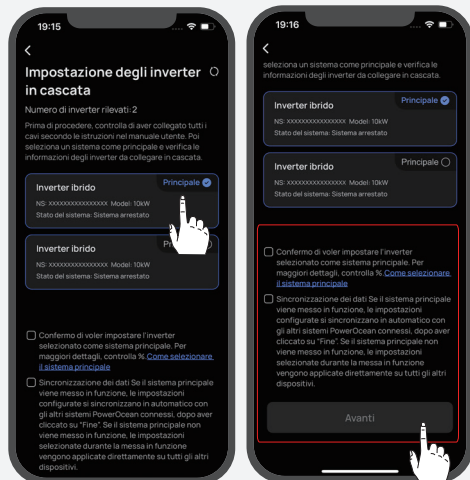 19:15
Impostazione degli inverter
in cascata
Numero di inverter rilevati: 2
Prima di procedere, controlla di aver collegato tutti i
cavi secondo le istruzioni nel manuale utente. Poi
seleziona un sistema come principale e verifica le
informazioni degli inverter da collegare in cascata.
Principale
Inverter ibrido
NS: XXXXXXXXXXXXXXXX Model: 10kW
Stato del sistema: Sistema arrestato
Inverter ibrido
NS: XXXXXXXXXXXXXXXX Model: 10kW
Stato del sistema: Sistema arrestato
Confermo di voler impostare l'inverter
selezionato come sistema principale. Per
maggiori dettagli, controlla %.Come selezionare
il sistema principale
Sincronizzazione dei dati Se il sistema principale
viene messo in funzione, le impostazioni
configurate si sincronizzano in automatico con
gli altri sistemi PowerOcean connessi, dopo aver
cliccato su "Fine". Se il sistema principale non
viene messo in funzione, le impostazioni
selezionate durante la messa in funzione
vengono applicate direttamente su tutti gli altri
dispositivi.
19:16
seleziona un sistema come principale e verifica le
informazioni degli inverter da collegare in cascata.
Principale
Inverter ibrido
NS: XXXXXXXXXXXXXXXX Model: 10kW
Stato del sistema: Sistema arrestato
Principale
Inverter ibrido
NS: XXXXXXXXXXXXXXXX Model: 10kW
Stato del sistema: Sistema arrestato
Confermo di voler impostare l'inverter
selezionato come sistema principale. Per
maggiori dettagli, controlla %.Come selezionare
il sistema principale
Sincronizzazione dei dati Se il sistema principale
viene messo in funzione, le impostazioni
configurate si sincronizzano in automatico con
gli altri sistemi PowerOcean connessi, dopo aver
cliccato su "Fine". Se il sistema principale non
viene messo in funzione, le impostazioni
selezionate durante la messa in funzione
vengono applicate direttamente su tutti gli altri
dispositivi.
Avanti